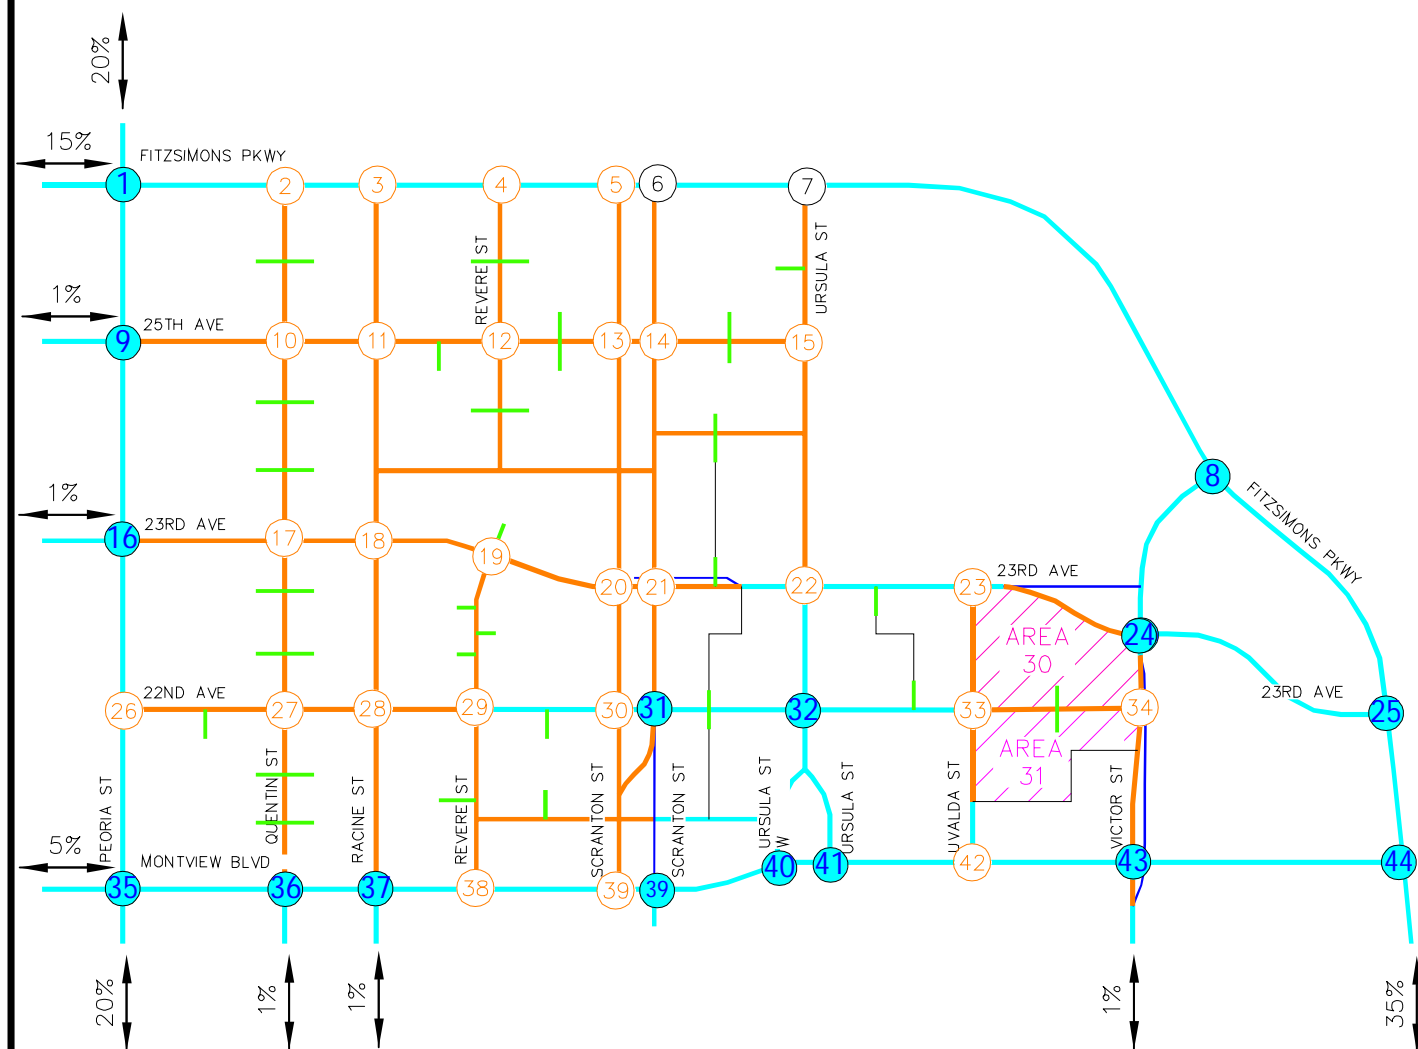 20%
15%
FITZSIMONS PKWY
1
2
3
4
5
6
7
REVERE ST
URSULA ST
1%
25TH AVE
9
10
11
12
13
14
15
8
FITZSIMONS PKWY
1%
23RD AVE
16
17
18
19
20
21
22
23
23RD AVE
24
AREA
30
22ND AVE
26
27
28
29
30
31
32
33
34
23RD AVE
25
AREA
31
PEORIA ST
QUENTIN ST
RACINE ST
REVERE ST
SCRANTON ST
SCRANTON ST
URSULA ST
W
URSULA ST
UVALDA ST
VICTOR ST
5%
MONTVIEW BLVD
35
36
37
38
39
39
40
41
42
43
44
20%
1%
1%
1%
35%